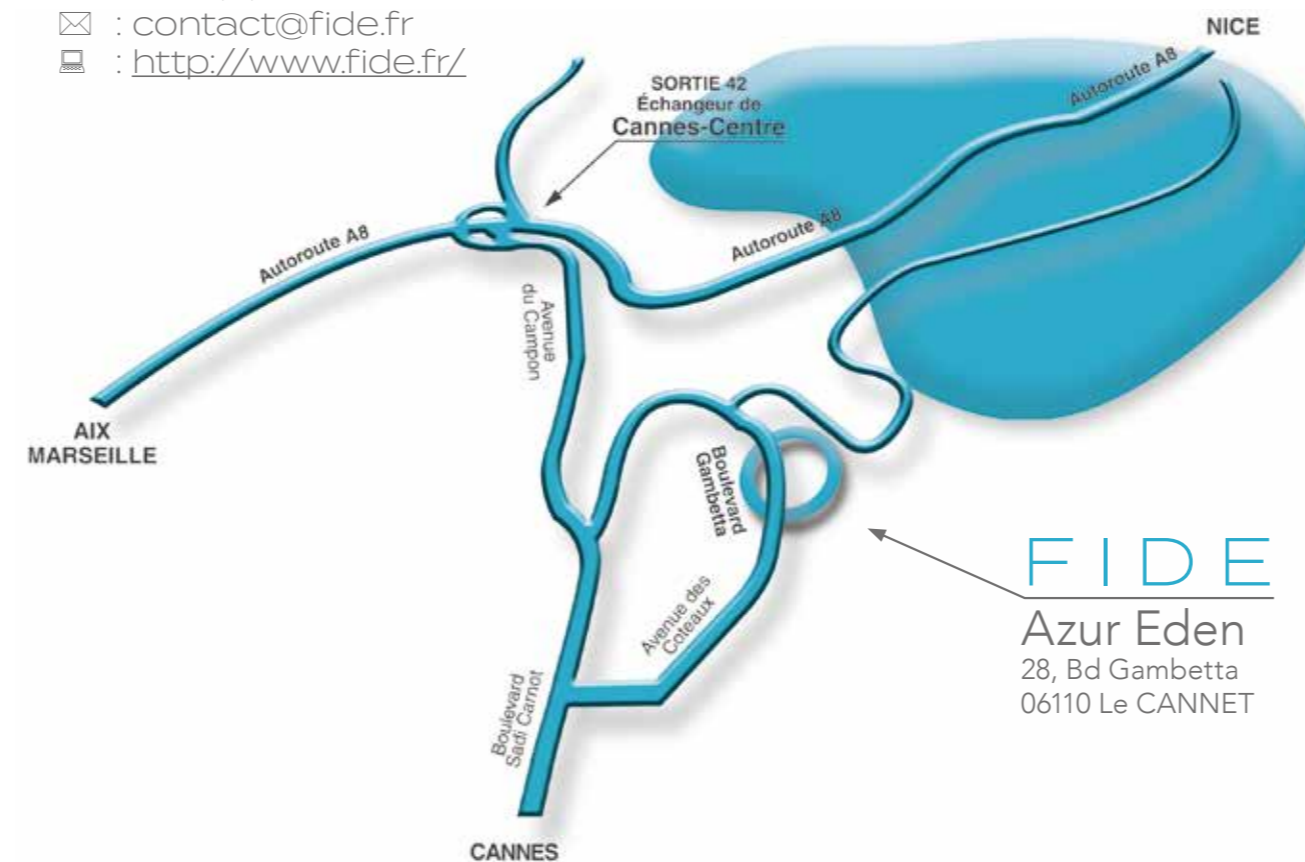 ✉ : contact@fide.fr
💻 : http://www.fide.fr/
NICE
SORTIE 42
Échangeur de
Cannes-Centre
Autoroute A8
Autoroute A8
Autoroute A8
Avenue
du Campon
AIX
MARSEILLE
Boulevard
Gambetta
FIDE
Azur Eden
28, Bd Gambetta
06110 Le CANNET
Avenue des
Coteaux
Boulevard
Sadi Carnot
CANNES